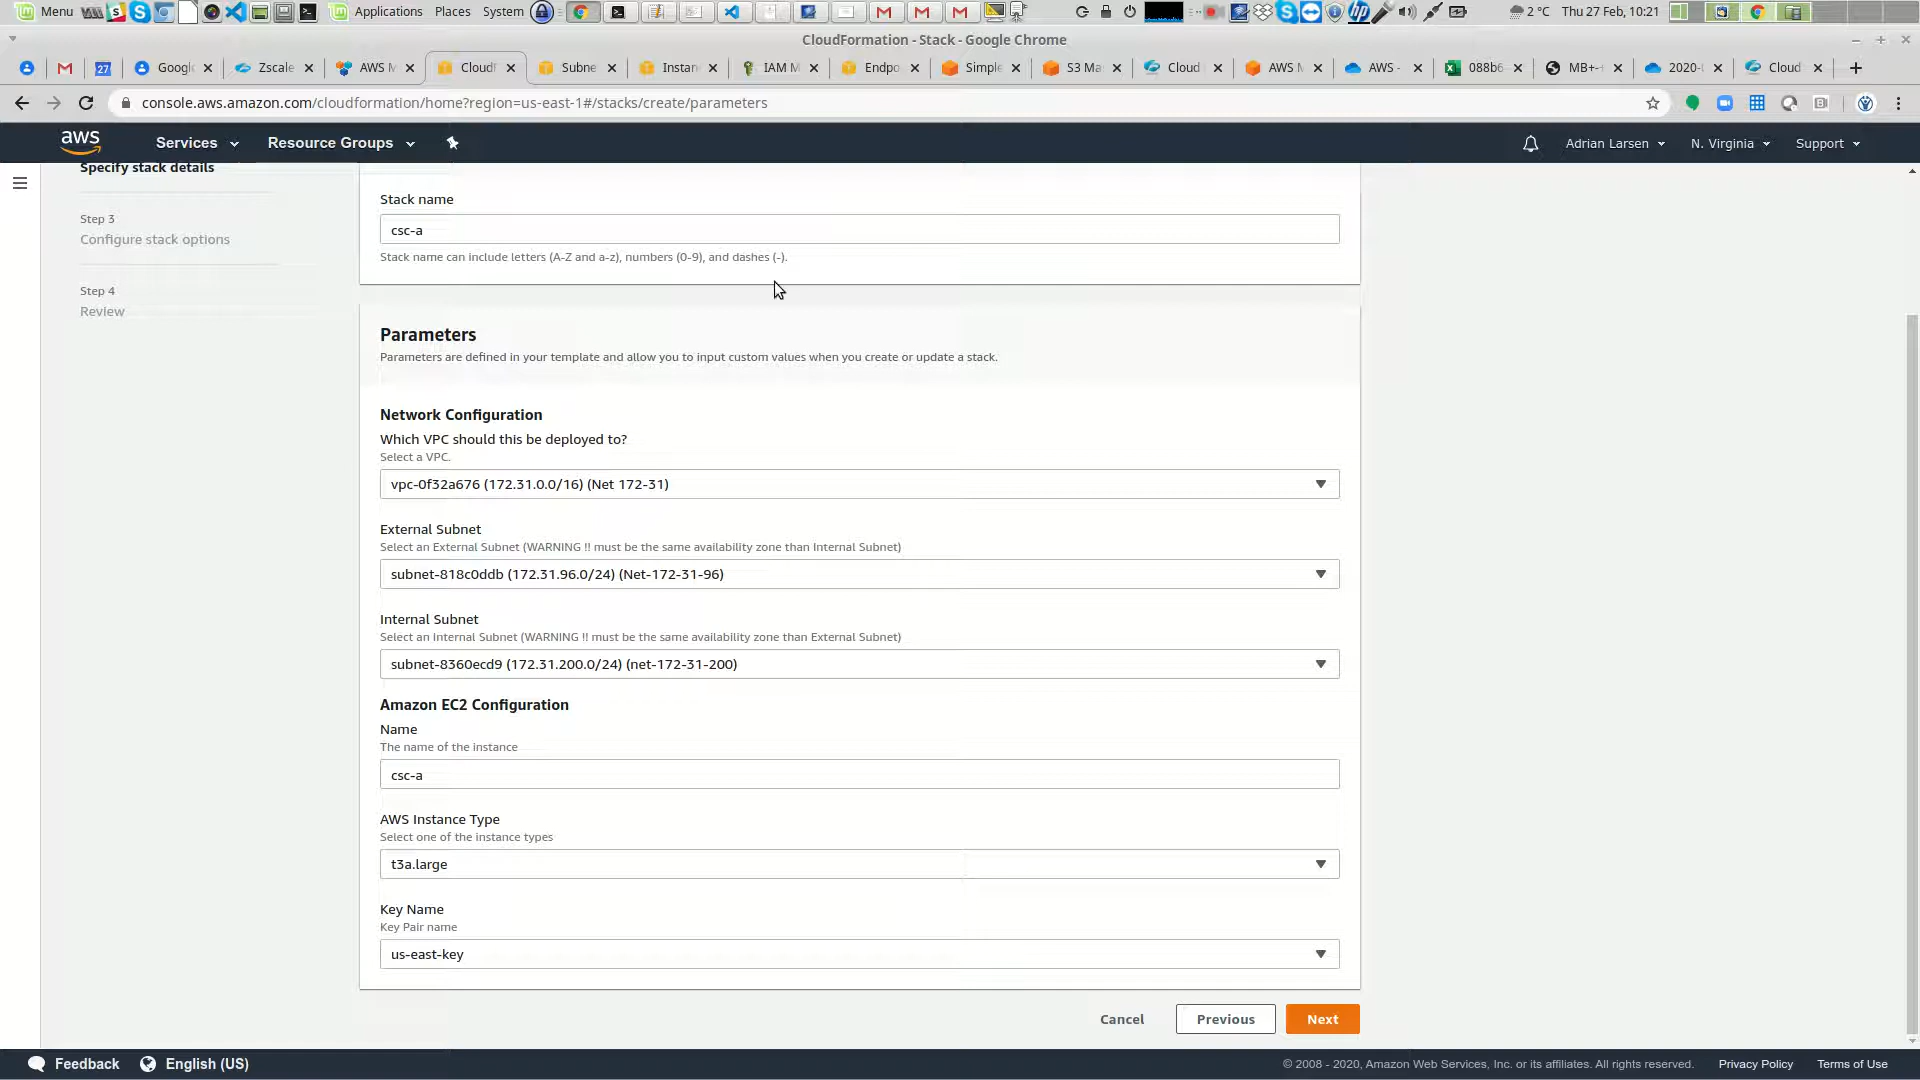 Menu
Applications
Places
System
2 °C
Thu 27 Feb, 10:21
CloudFormation - Stack - Google Chrome
27
Googl
Zscale
AWS M
Cloudf
Subne
Instan
IAM M
Endpo
Simple
S3 Ma
Cloud
AWS M
AWS -
088b6
MB+-
2020-
Cloud
console.aws.amazon.com/cloudformation/home?region=us-east-1#/stacks/create/parameters
aws
Services
Resource Groups
Adrian Larsen
N. Virginia
Support
Specify stack details
Step 3
Configure stack options
Step 4
Review
Stack name
csc-a
Stack name can include letters (A-Z and a-z), numbers (0-9), and dashes (-).
Parameters
Parameters are defined in your template and allow you to input custom values when you create or update a stack.
Network Configuration
Which VPC should this be deployed to?
Select a VPC.
vpc-0f32a676 (172.31.0.0/16) (Net 172-31)
External Subnet
Select an External Subnet (WARNING !! must be the same availability zone than Internal Subnet)
subnet-818c0ddb (172.31.96.0/24) (Net-172-31-96)
Internal Subnet
Select an Internal Subnet (WARNING !! must be the same availability zone than External Subnet)
subnet-8360ecd9 (172.31.200.0/24) (net-172-31-200)
Amazon EC2 Configuration
Name
The name of the instance
csc-a
AWS Instance Type
Select one of the instance types
t3a.large
Key Name
Key Pair name
us-east-key
Cancel
Previous
Next
Feedback
English (US)
© 2008 - 2020, Amazon Web Services, Inc. or its affiliates. All rights reserved.
Privacy Policy
Terms of Use